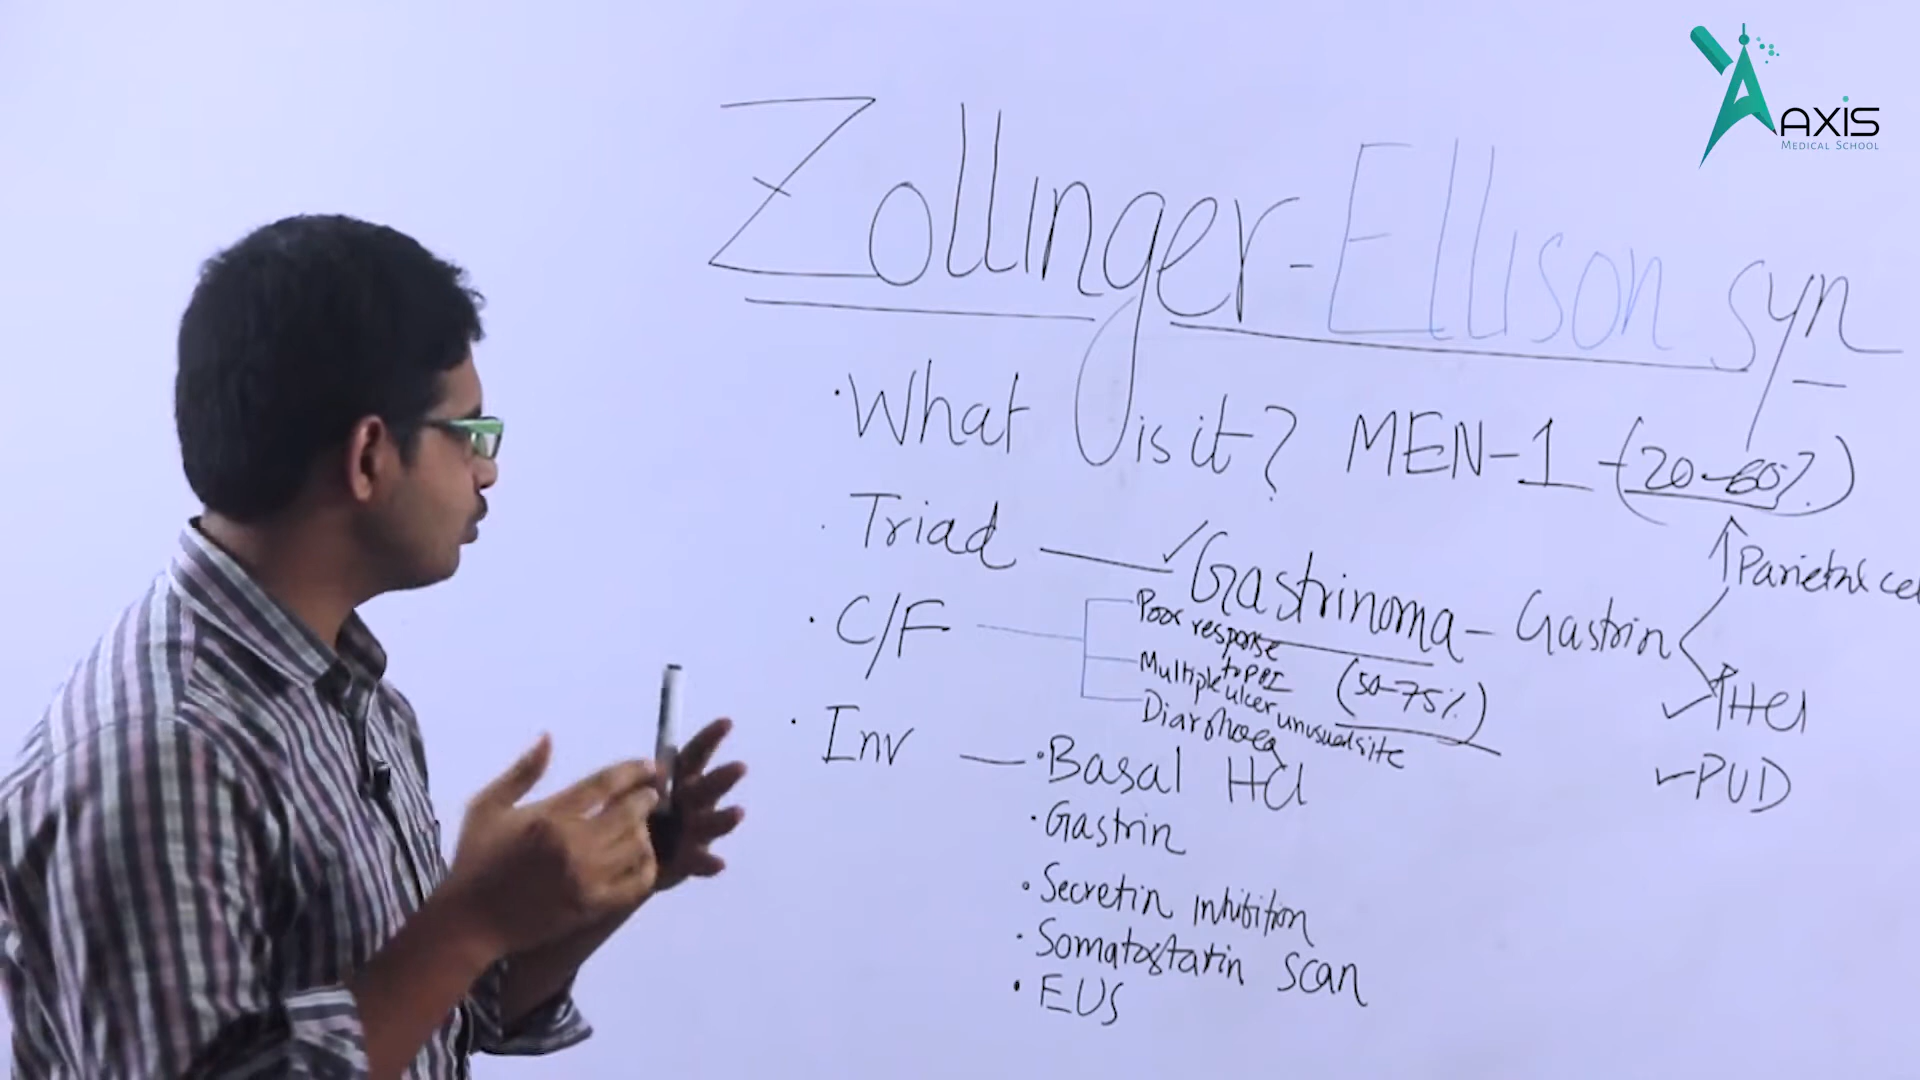 AXIS
MEDICAL SCHOOL
Zollinger-Ellison syn
· What is it? MEN-1 - (20-60%)
· Triad — ✓ Gastrinoma - Gastrin
↑ Parietal cel
(50-75%)
✓ ↑HCl
✓ PUD
· C/F
Poor response to PPI
Multiple ulcer unusual site
Diarrhoea
· Inv — · Basal HCl
· Gastrin
· Secretin inhibition
· Somatostatin scan
· EUS